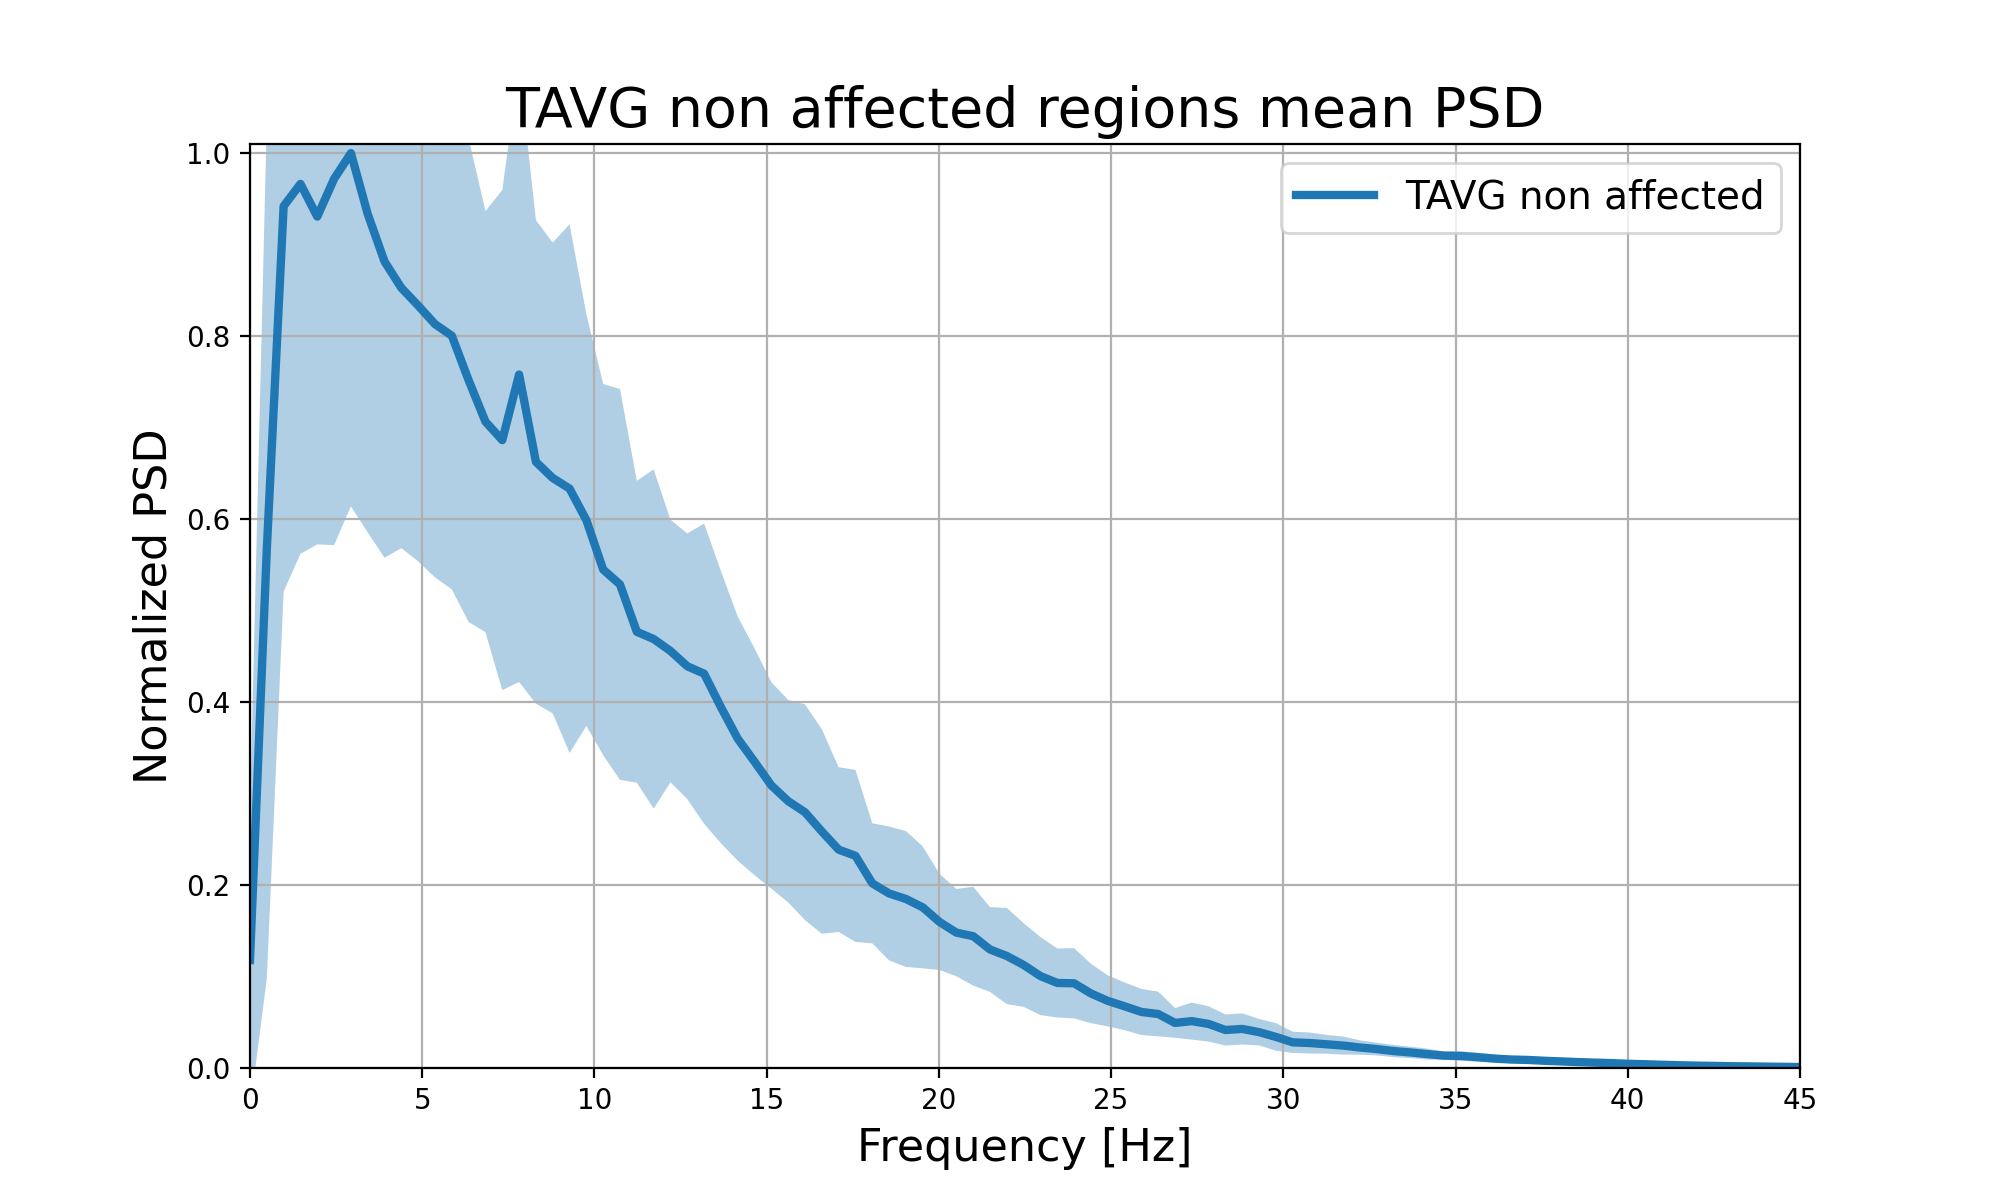 TAVG non affected regions mean PSD
TAVG non affected
Normalized PSD
1.0
0.8
0.6
0.4
0.2
0.0
0 5 10 15 20 25 30 35 40 45
Frequency [Hz]